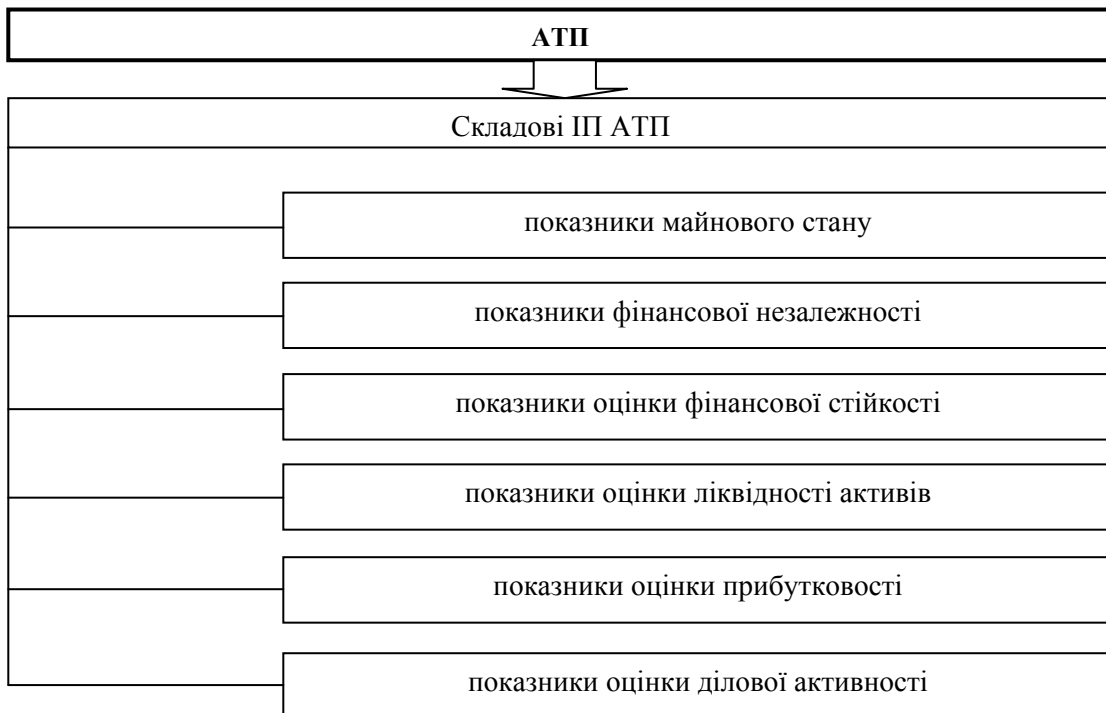 АТП
Складові ІП АТП
показники майнового стану
показники фінансової незалежності
показники оцінки фінансової стійкості
показники оцінки ліквідності активів
показники оцінки прибутковості
показники оцінки ділової активності